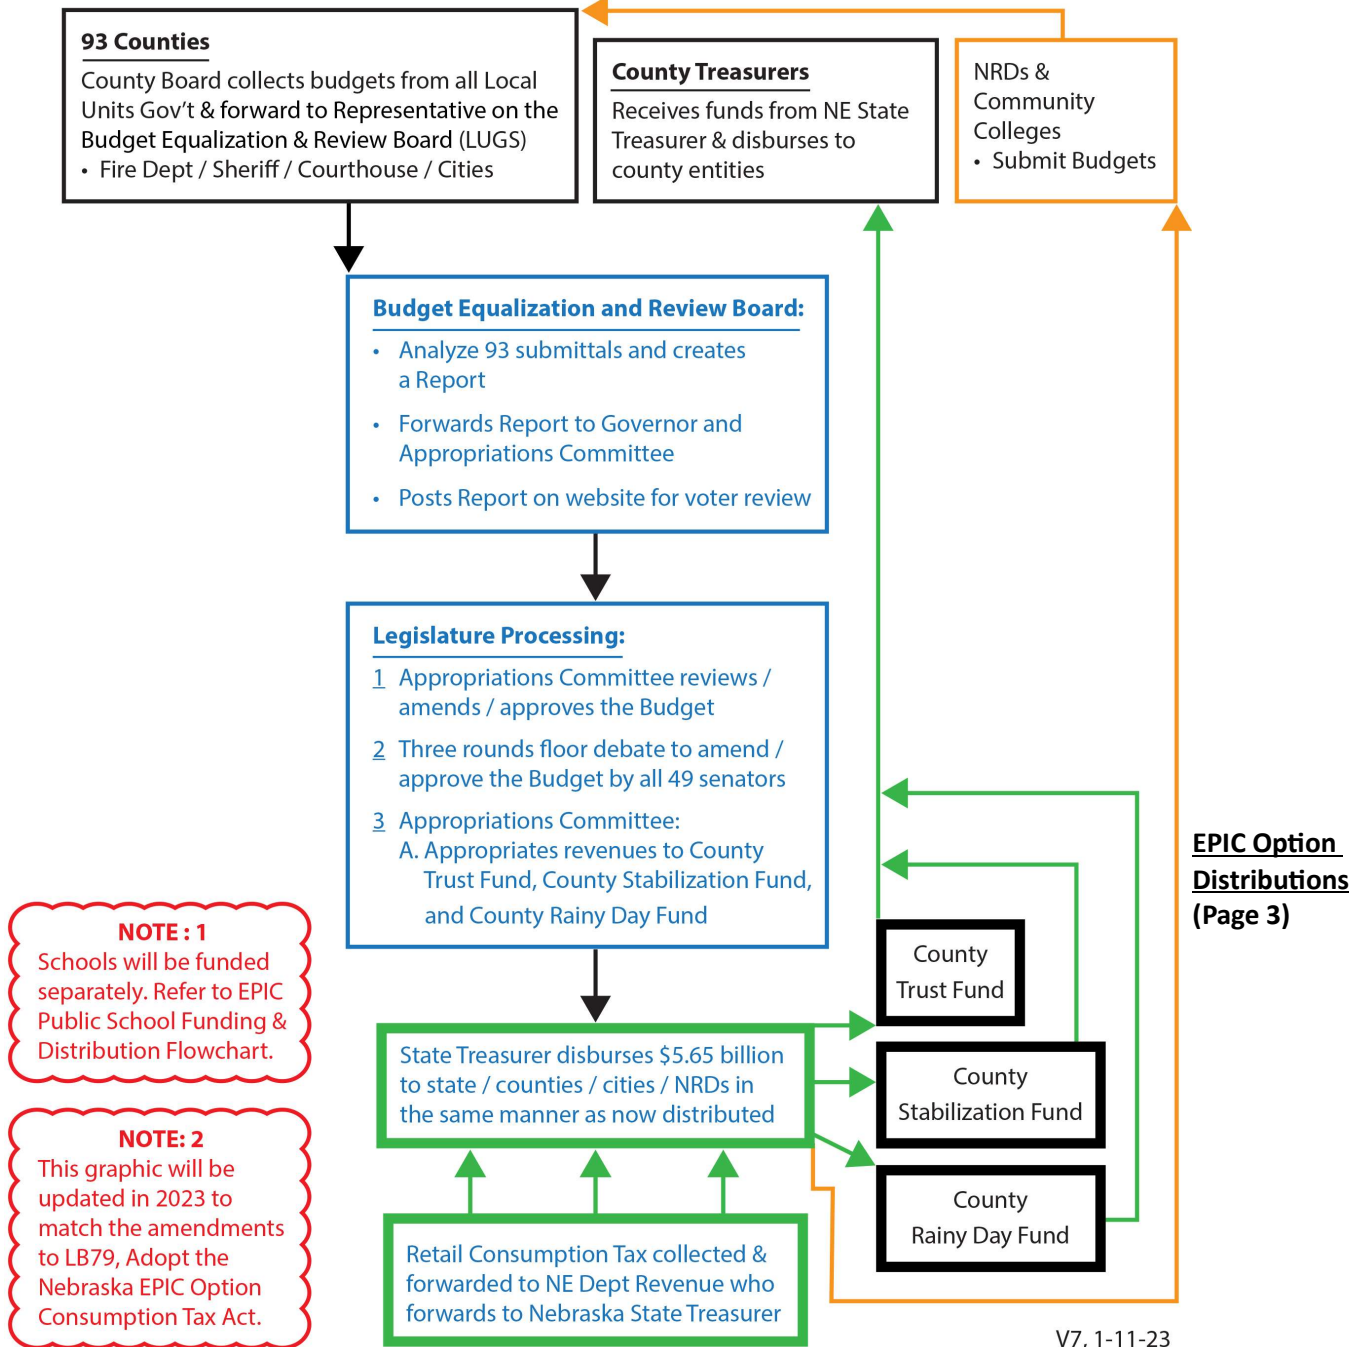 93 Counties
County Board collects budgets from all Local
Units Gov't & forward to Representative on the
Budget Equalization & Review Board (LUGS)
• Fire Dept / Sheriff / Courthouse / Cities
County Treasurers
Receives funds from NE State
Treasurer & disburses to
county entities
NRDs &
Community
Colleges
• Submit Budgets
Budget Equalization and Review Board:
• Analyze 93 submittals and creates
a Report
• Forwards Report to Governor and
Appropriations Committee
• Posts Report on website for voter review
Legislature Processing:
1 Appropriations Committee reviews /
amends / approves the Budget
2 Three rounds floor debate to amend /
approve the Budget by all 49 senators
3 Appropriations Committee:
A. Appropriates revenues to County
Trust Fund, County Stabilization Fund,
and County Rainy Day Fund
EPIC Option
Distributions
(Page 3)
NOTE : 1
Schools will be funded
separately. Refer to EPIC
Public School Funding &
Distribution Flowchart.
County
Trust Fund
State Treasurer disburses $5.65 billion
to state / counties / cities / NRDs in
the same manner as now distributed
County
Stabilization Fund
NOTE: 2
This graphic will be
updated in 2023 to
match the amendments
to LB79, Adopt the
Nebraska EPIC Option
Consumption Tax Act.
County
Rainy Day Fund
Retail Consumption Tax collected &
forwarded to NE Dept Revenue who
forwards to Nebraska State Treasurer
V7, 1-11-23